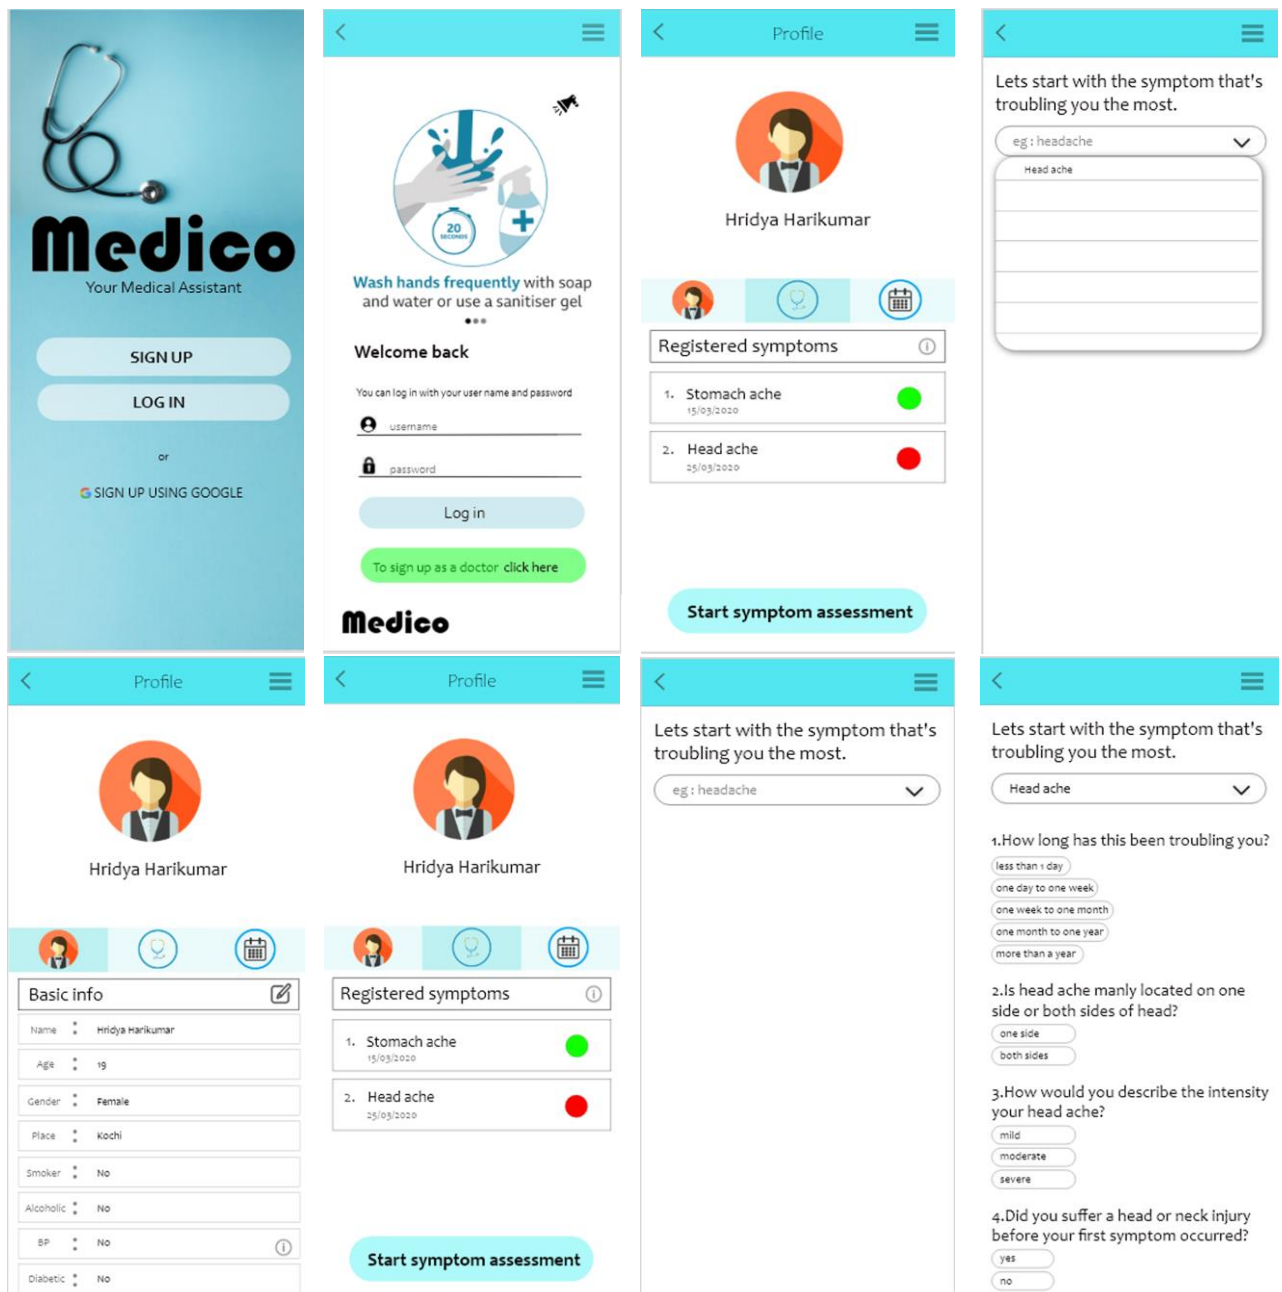 Medico
Your Medical Assistant
SIGN UP
LOG IN
or
G SIGN UP USING GOOGLE
20
SECONDS
Wash hands frequently with soap
and water or use a sanitiser gel
Welcome back
You can log in with your user name and password
username
password
Log in
To sign up as a doctor click here
Medico
Profile
Hridya Harikumar
Registered symptoms
1. Stomach ache
15/03/2020
2. Head ache
25/03/2020
Start symptom assessment
Lets start with the symptom that's
troubling you the most.
eg : headache
Head ache
Profile
Hridya Harikumar
Basic info
Name : Hridya Harikumar
Age : 19
Gender : Female
Place : Kochi
Smoker : No
Alcoholic : No
BP : No
Diabetic : No
Profile
Hridya Harikumar
Registered symptoms
1. Stomach ache
15/03/2020
2. Head ache
25/03/2020
Start symptom assessment
Lets start with the symptom that's
troubling you the most.
eg : headache
Lets start with the symptom that's
troubling you the most.
Head ache
1.How long has this been troubling you?
less than 1 day
one day to one week
one week to one month
one month to one year
more than a year
2.Is head ache manly located on one
side or both sides of head?
one side
both sides
3.How would you describe the intensity
your head ache?
mild
moderate
severe
4.Did you suffer a head or neck injury
before your first symptom occurred?
yes
no